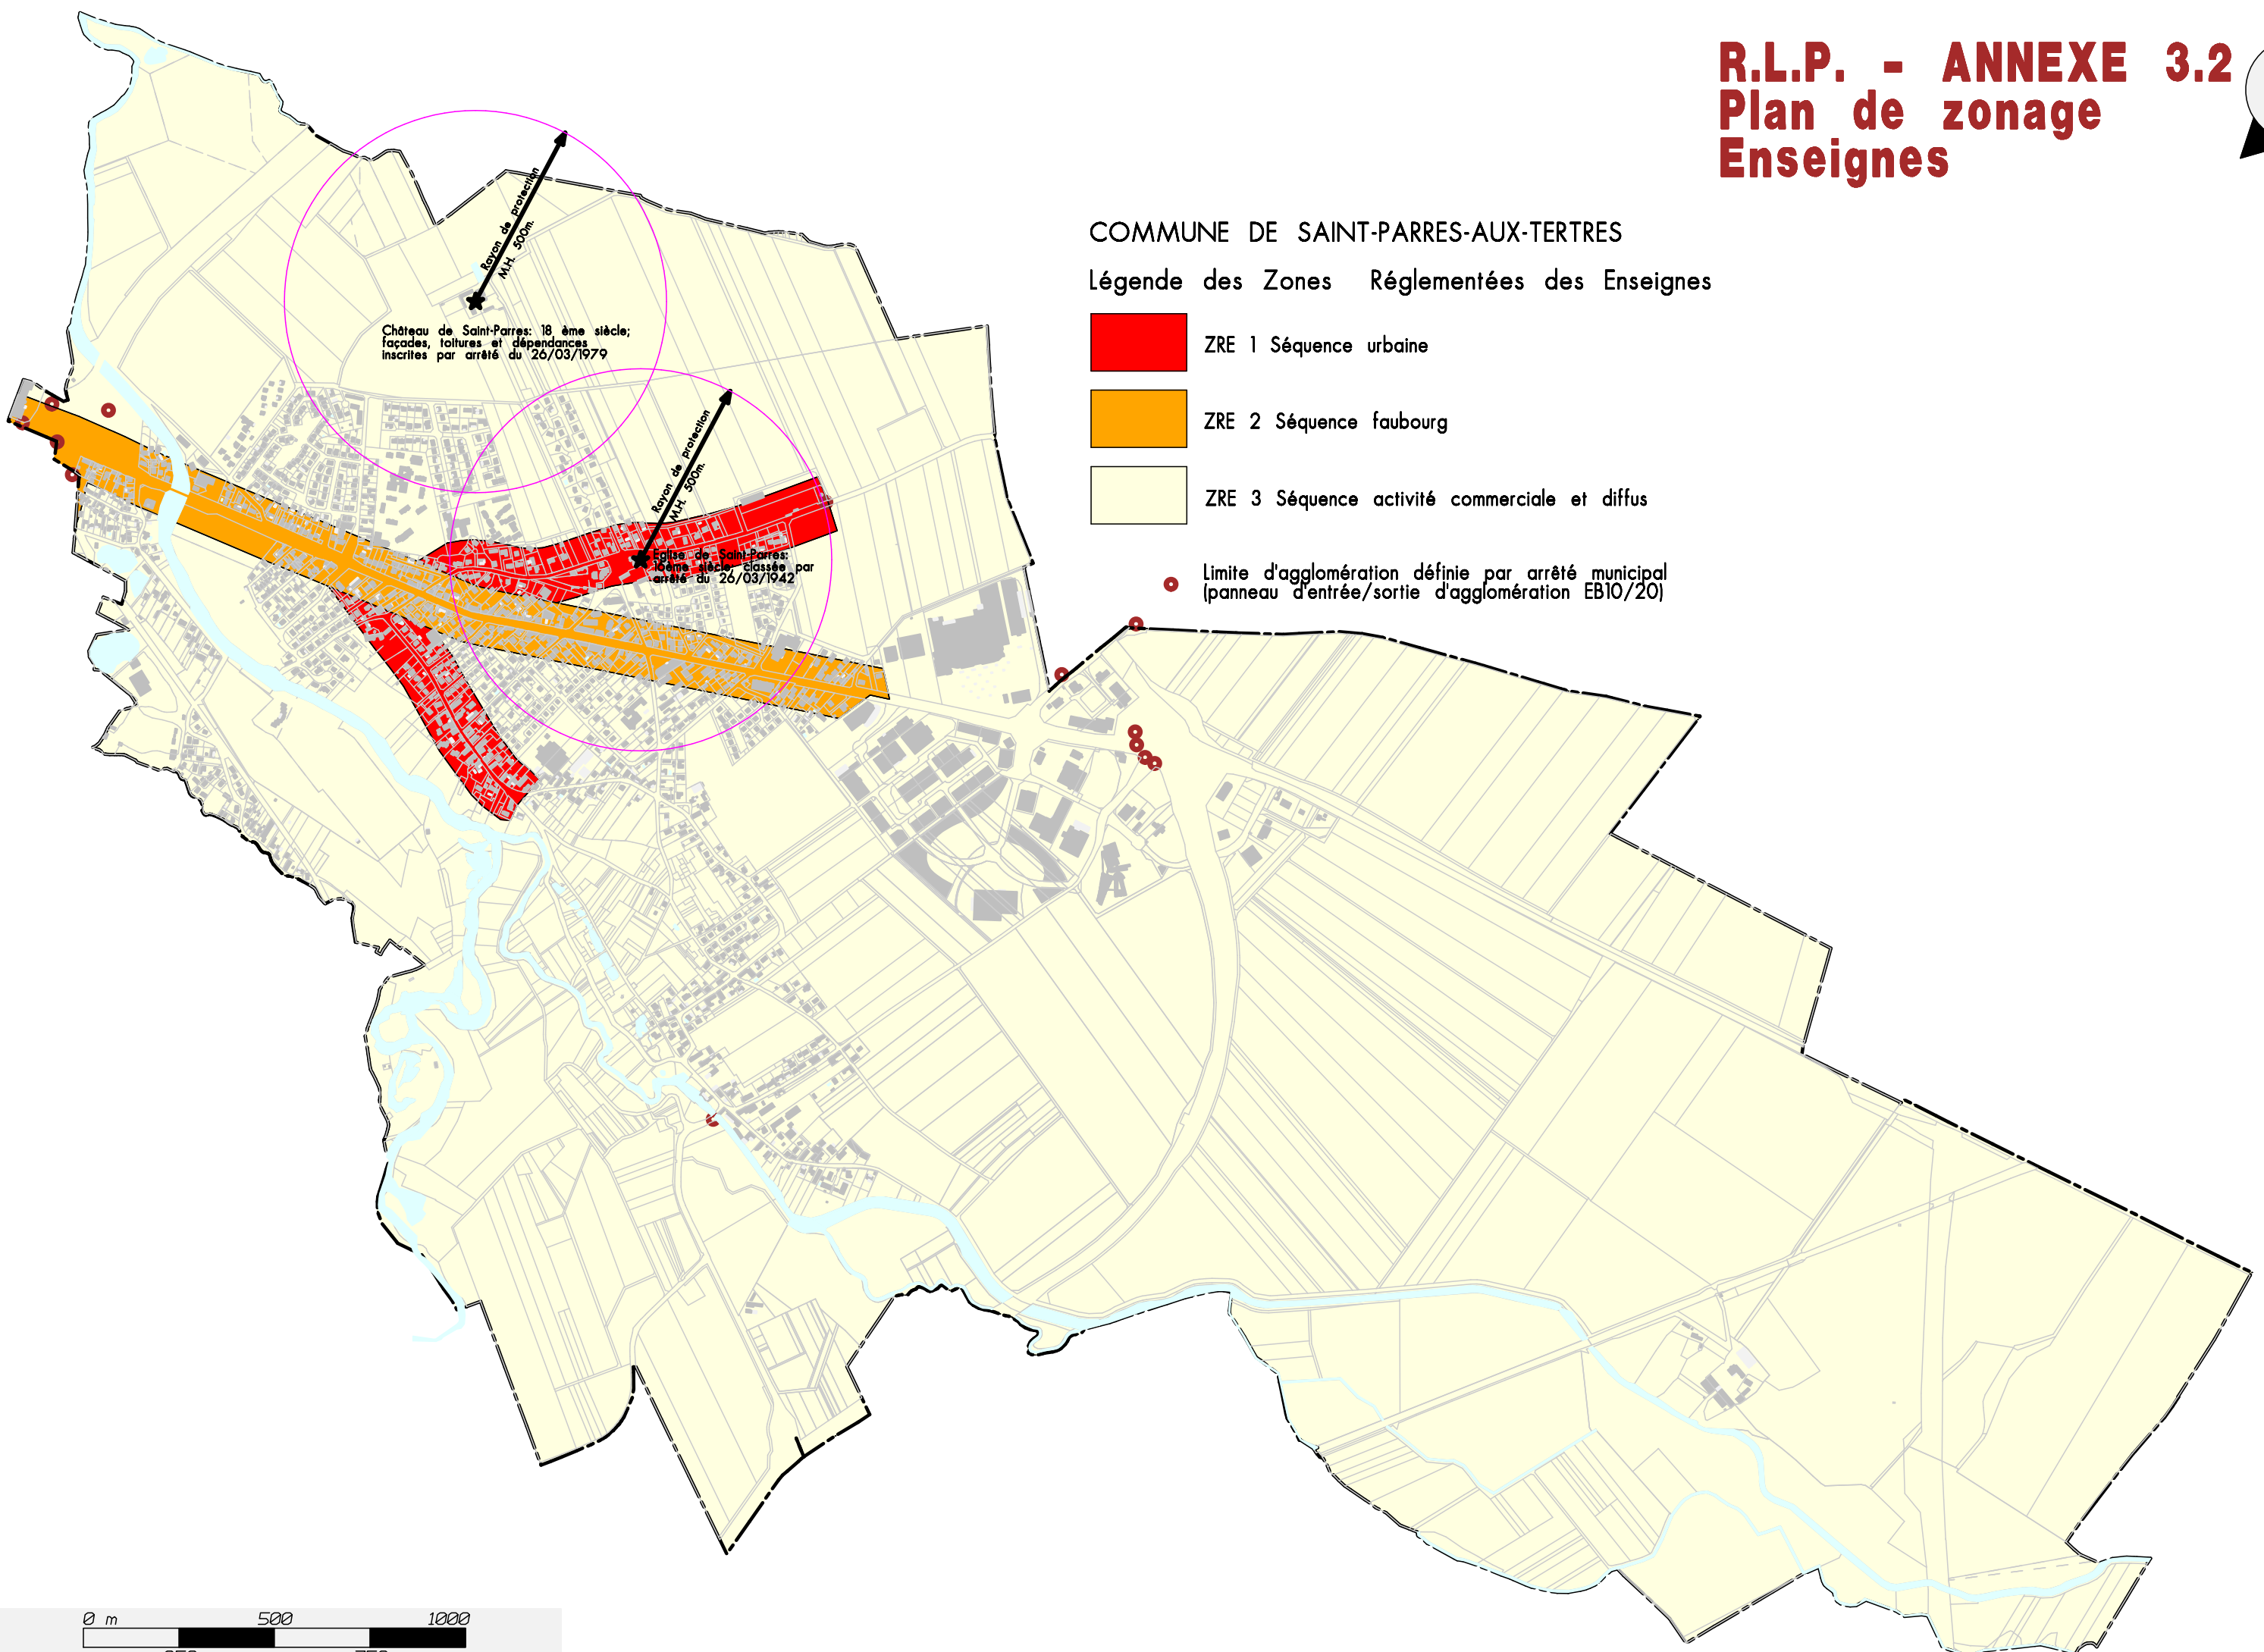 R.L.P. - ANNEXE 3.2
Plan de zonage
Enseignes
COMMUNE DE SAINT-PARRES-AUX-TERTRES
Légende des Zones Réglementées des Enseignes
ZRE 1 Séquence urbaine
ZRE 2 Séquence faubourg
ZRE 3 Séquence activité commerciale et diffus
Limite d'agglomération définie par arrêté municipal
(panneau d'entrée/sortie d'agglomération EB10/20)
Rayon de protection
M.H. 500m.
Château de Saint-Parres: 18 ème siècle;
façades, toitures et dépendances
inscrites par arrêté du 26/03/1979
Rayon de protection
M.H. 500m.
Eglise de Saint-Parres:
16ème siècle; classée par
arrêté du 26/03/1942
0 m 500 1000